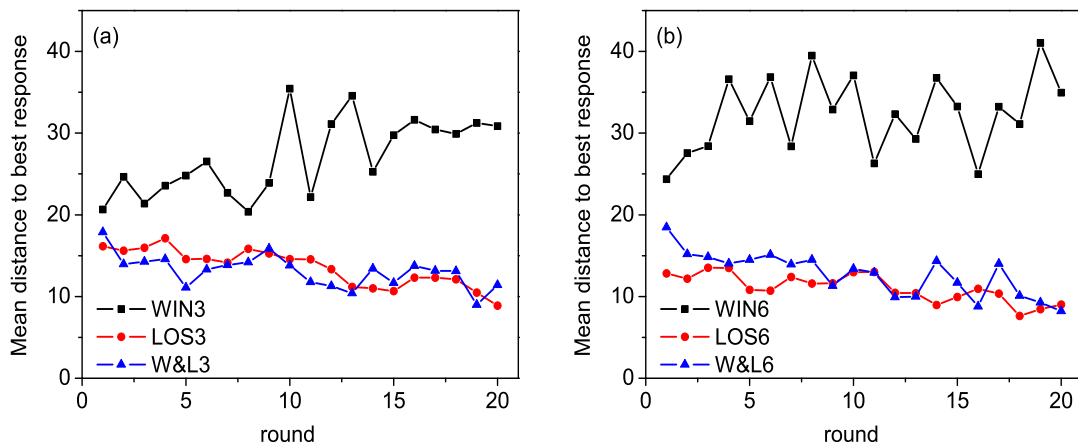 (a)
Mean distance to best response
40
30
20
10
0
WIN3
LOS3
W&L3
0 5 10 15 20
round
(b)
Mean distance to best response
40
30
20
10
0
WIN6
LOS6
W&L6
0 5 10 15 20
round